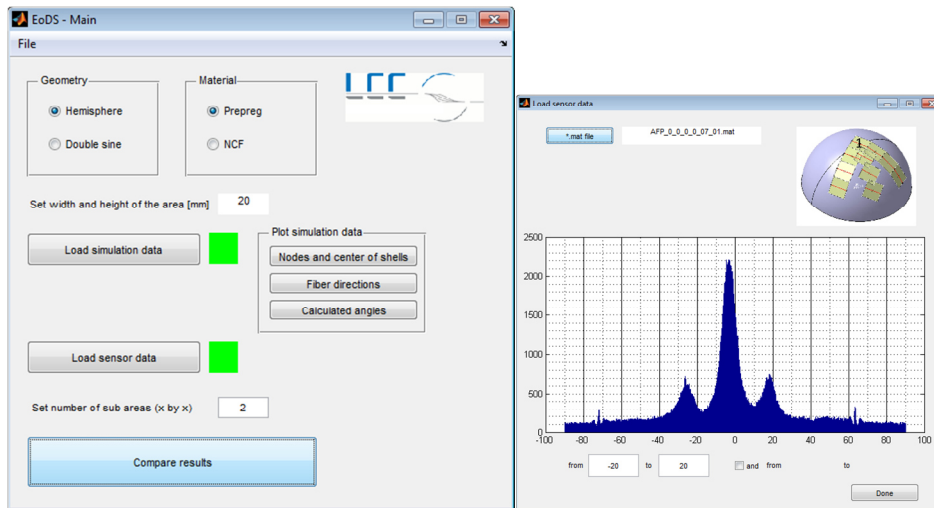 EoDS - Main
File
Geometry
Hemisphere
Double sine
Material
Prepreg
NCF
LCC
Set width and height of the area [mm] 20
Load simulation data
Plot simulation data
Nodes and center of shells
Fiber directions
Calculated angles
Load sensor data
Set number of sub areas (x by x) 2
Compare results
Load sensor data
*.mat file AFP_0_0_0_0_07_01.mat
1
2500
2000
1500
1000
500
0
-100 -80 -60 -40 -20 0 20 40 60 80 100
from -20 to 20 and from to
Done